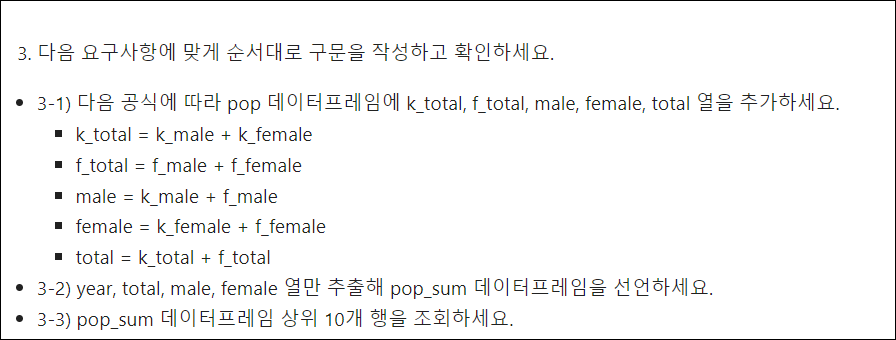 3. 다음 요구사항에 맞게 순서대로 구문을 작성하고 확인하세요.
• 3-1) 다음 공식에 따라 pop 데이터프레임에 k_total, f_total, male, female, total 열을 추가하세요.
▪ k_total = k_male + k_female
▪ f_total = f_male + f_female
▪ male = k_male + f_male
▪ female = k_female + f_female
▪ total = k_total + f_total
• 3-2) year, total, male, female 열만 추출해 pop_sum 데이터프레임을 선언하세요.
• 3-3) pop_sum 데이터프레임 상위 10개 행을 조회하세요.